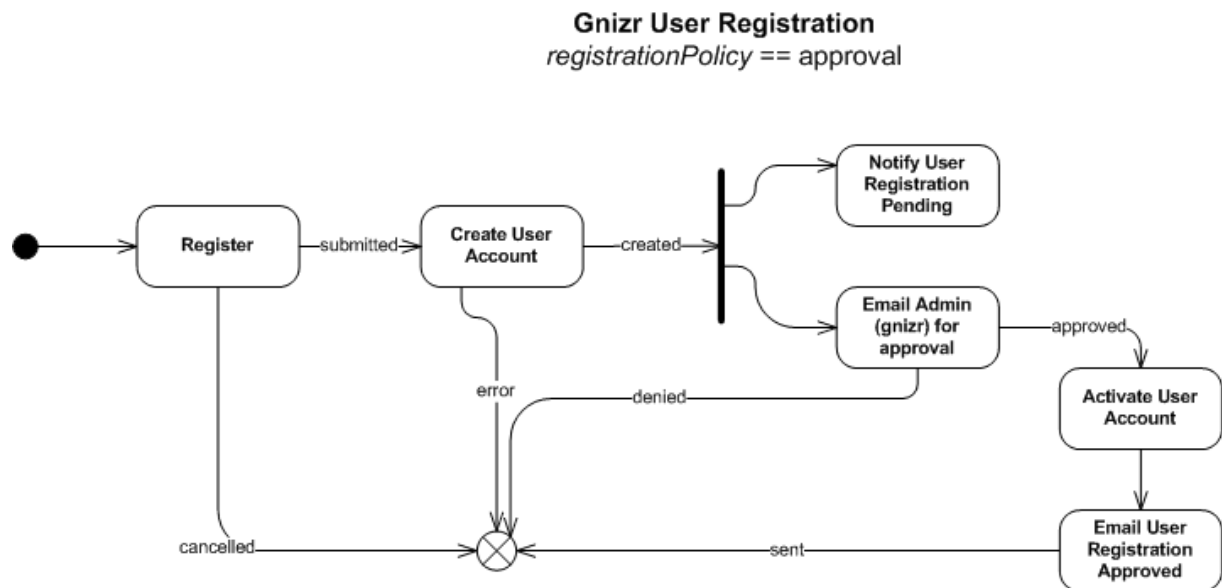 Gnizr User Registration
registrationPolicy == approval
Notify User
Registration
Pending
Register
submitted
Create User
Account
created
Email Admin
(gnizr) for
approval
approved
error
denied
Activate User
Account
cancelled
sent
Email User
Registration
Approved